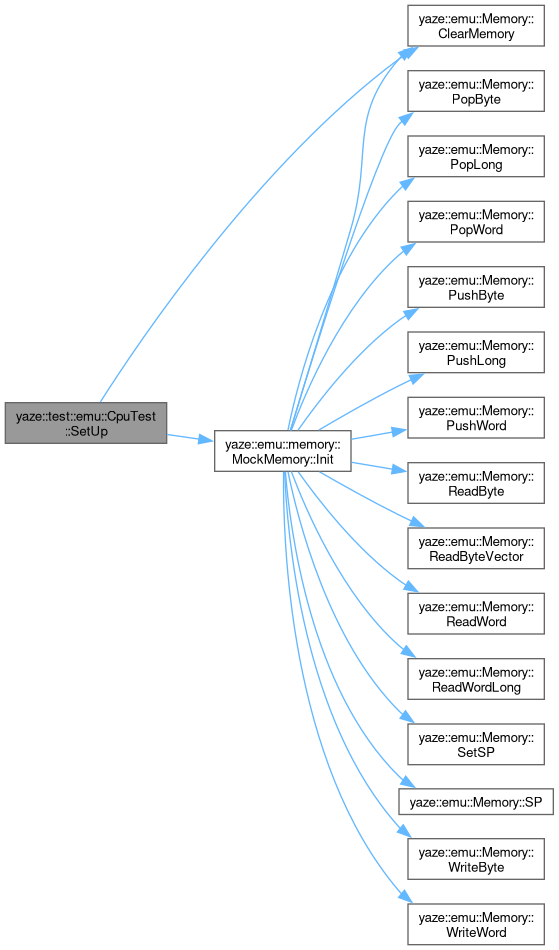 yaze::emu::Memory::
ClearMemory
yaze::emu::Memory::
PopByte
yaze::emu::Memory::
PopLong
yaze::emu::Memory::
PopWord
yaze::emu::Memory::
PushByte
yaze::emu::Memory::
PushLong
yaze::test::emu::CpuTest
::SetUp
yaze::emu::memory::
MockMemory::Init
yaze::emu::Memory::
PushWord
yaze::emu::Memory::
ReadByte
yaze::emu::Memory::
ReadByteVector
yaze::emu::Memory::
ReadWord
yaze::emu::Memory::
ReadWordLong
yaze::emu::Memory::
SetSP
yaze::emu::Memory::SP
yaze::emu::Memory::
WriteByte
yaze::emu::Memory::
WriteWord